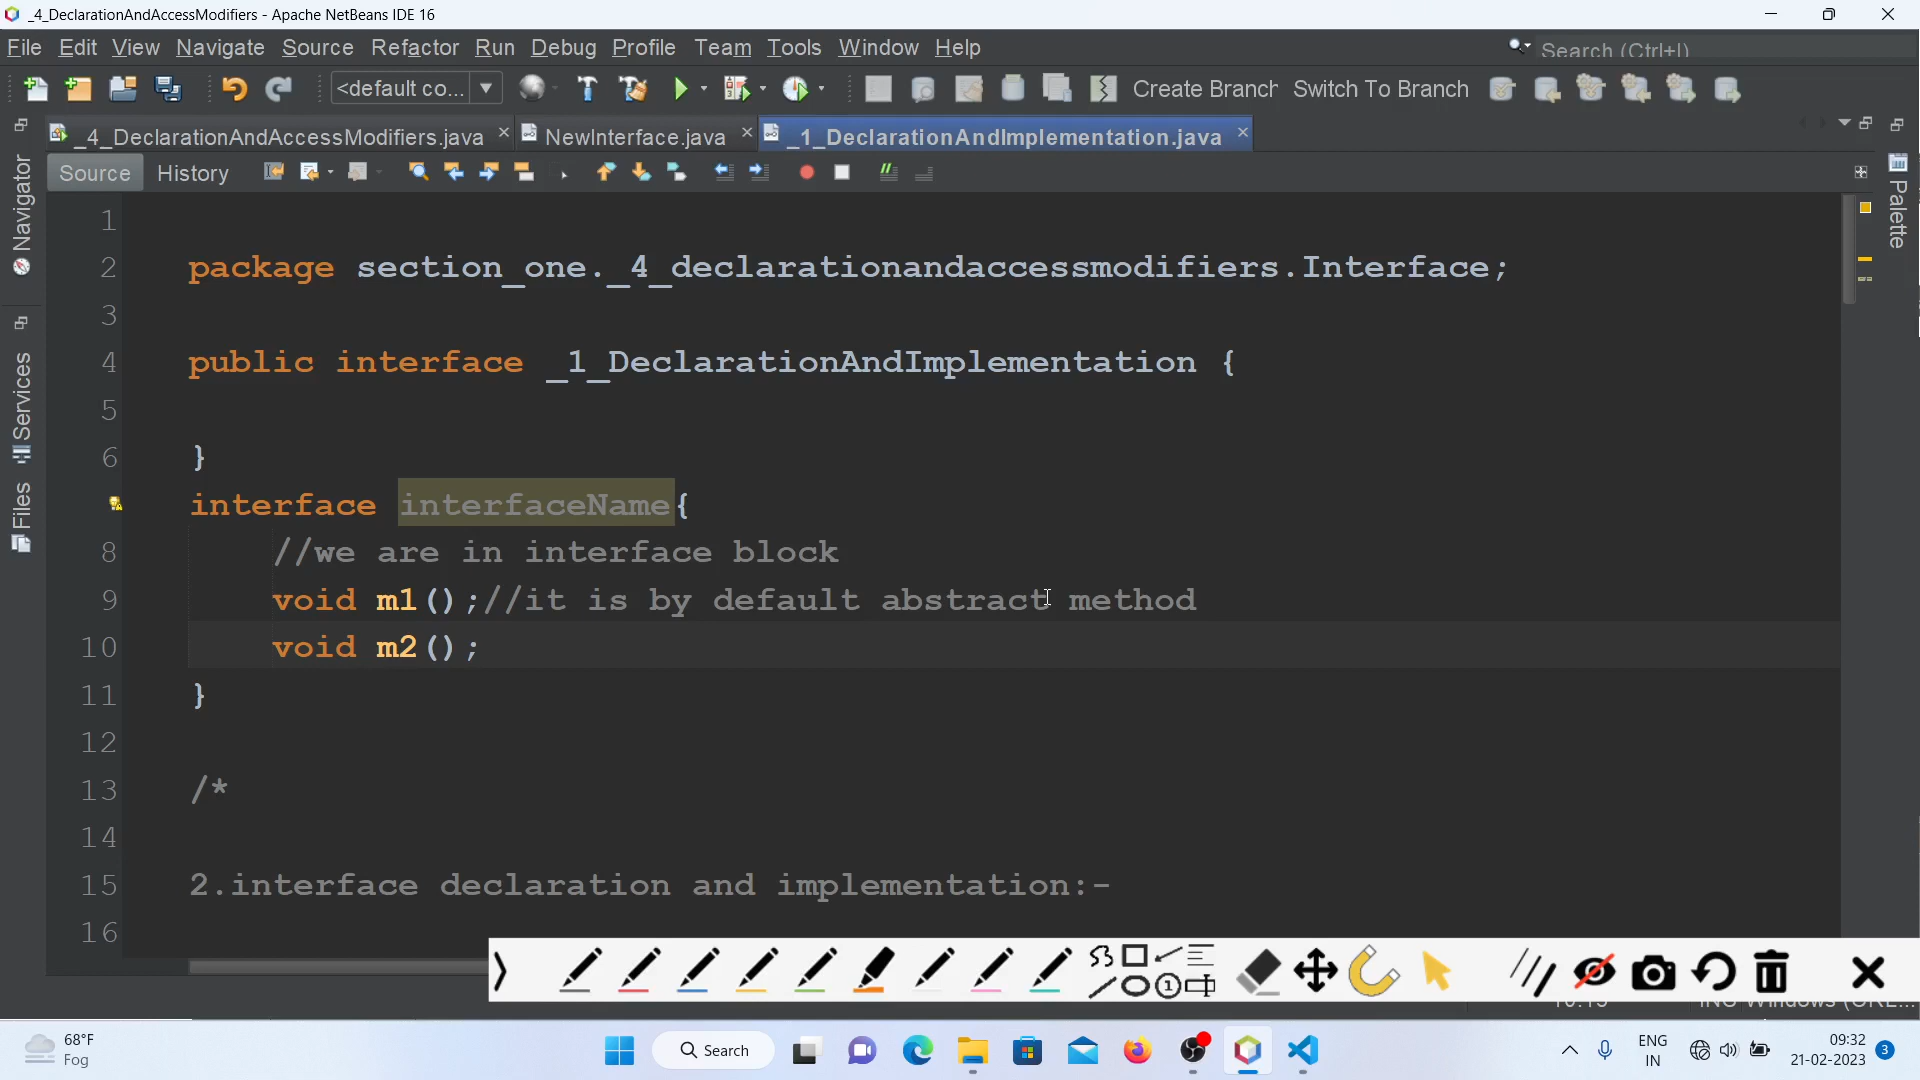 _4_DeclarationAndAccessModifiers - Apache NetBeans IDE 16
File Edit View Navigate Source Refactor Run Debug Profile Team Tools Window Help
Search (Ctrl+I)
<default co...
Create Branch Switch To Branch
_4_DeclarationAndAccessModifiers.java NewInterface.java _1_DeclarationAndImplementation.java
Source History
Navigator
Services
Files
Palette
1
2 package section_one._4_declarationandaccessmodifiers.Interface;
3
4 public interface _1_DeclarationAndImplementation {
5
6 }
interface interfaceName{
8 //we are in interface block
9 void m1();//it is by default abstract method
10 void m2();
11 }
12
13 /*
14
15 2.interface declaration and implementation:-
16
68°F
Fog
Search
ENG
IN
09:32
21-02-2023
3